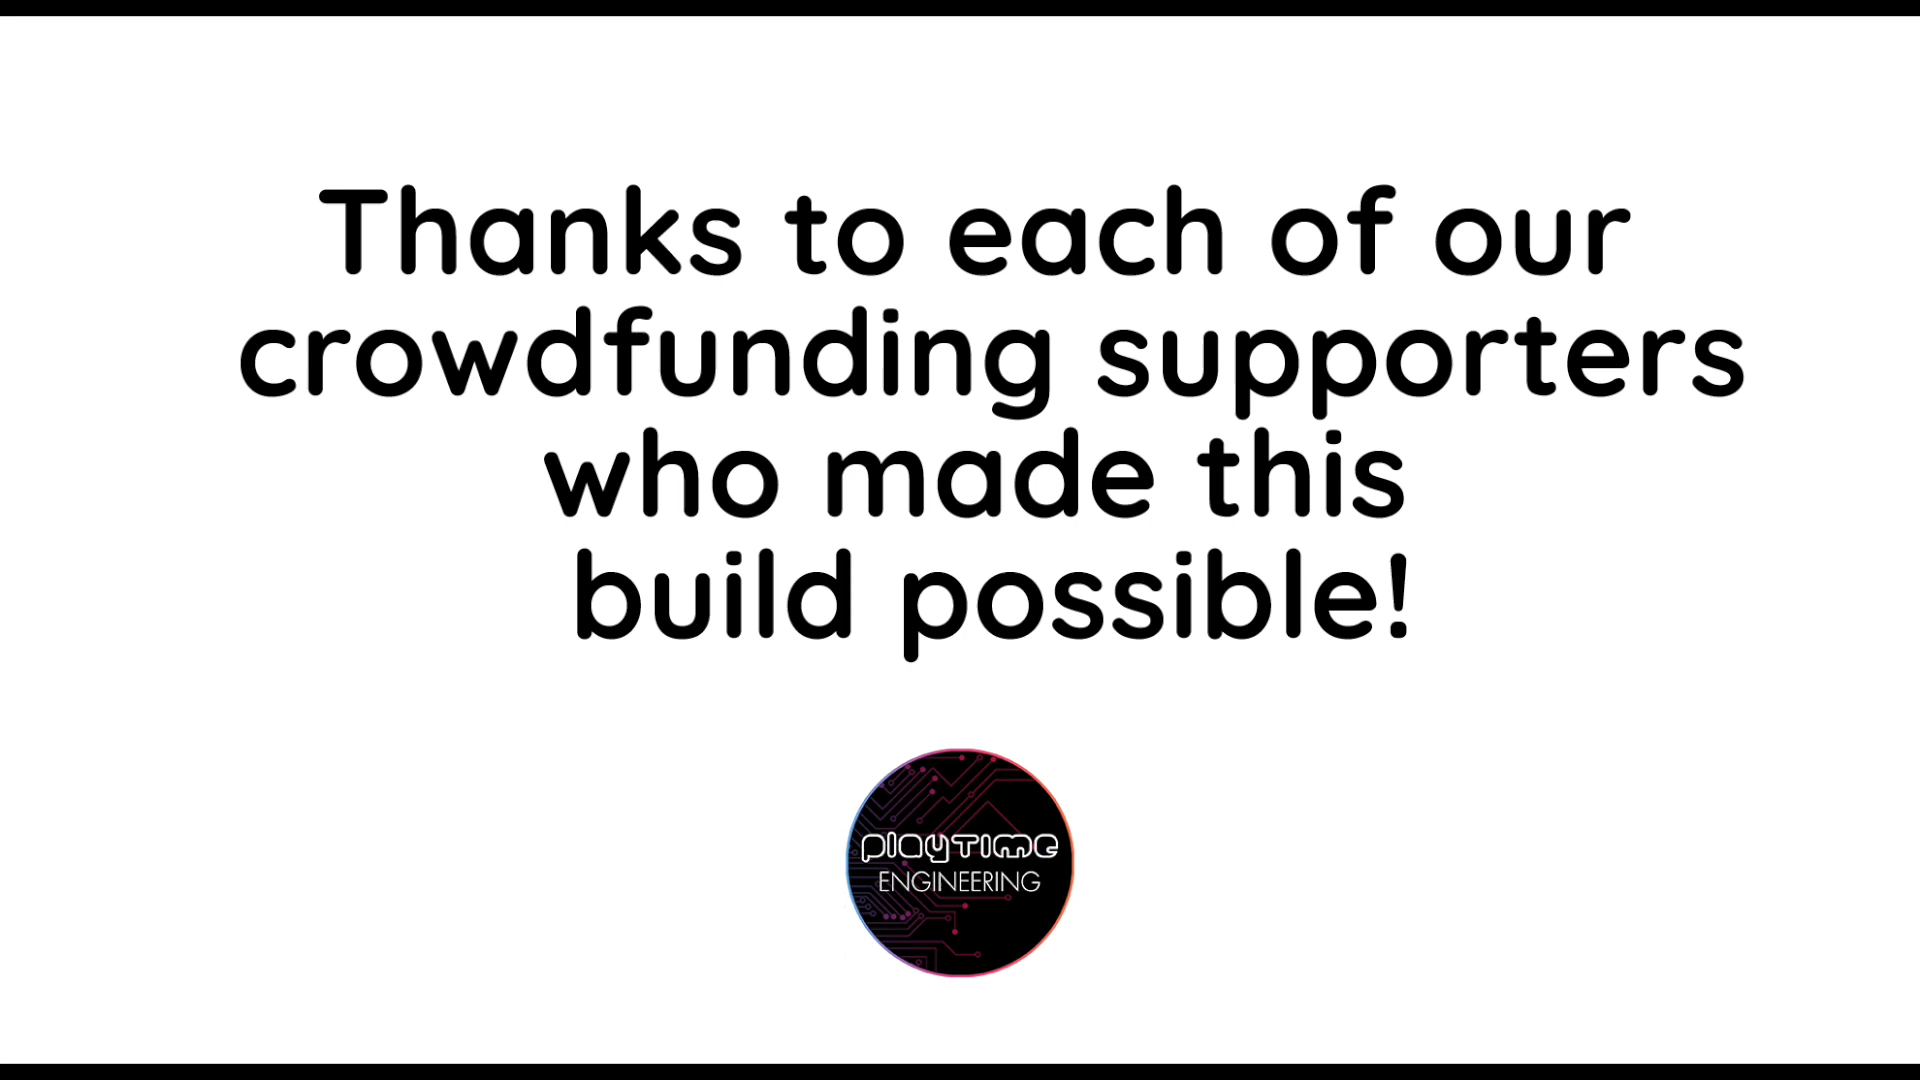 Thanks to each of our
crowdfunding supporters
who made this
build possible!
playtime
ENGINEERING